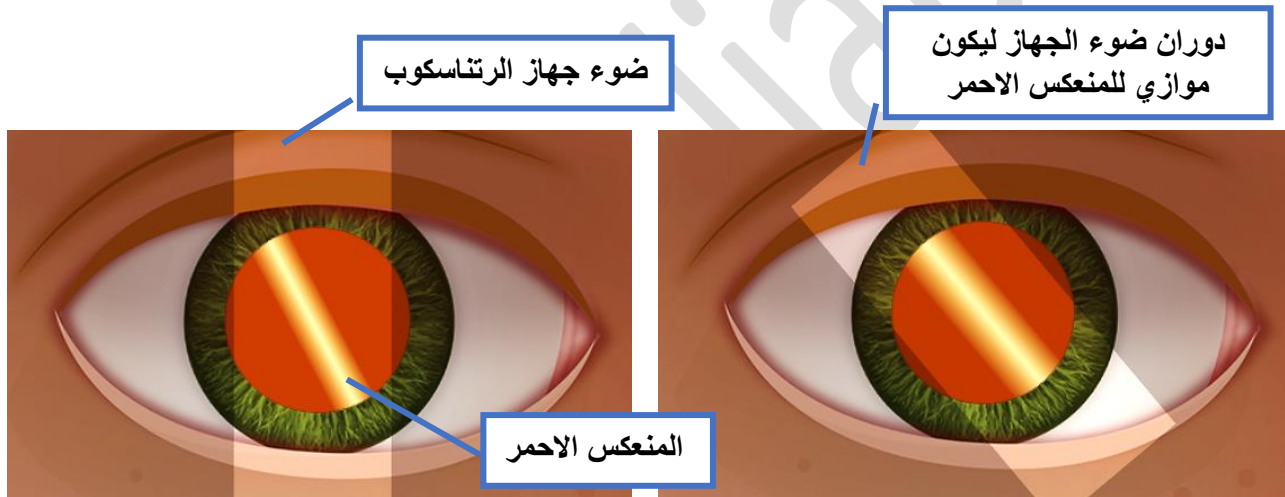 دوران ضوء الجهاز ليكون
موازي للمنعكس الاحمر
ضوء جهاز الرتناسكوب
المنعكس الاحمر